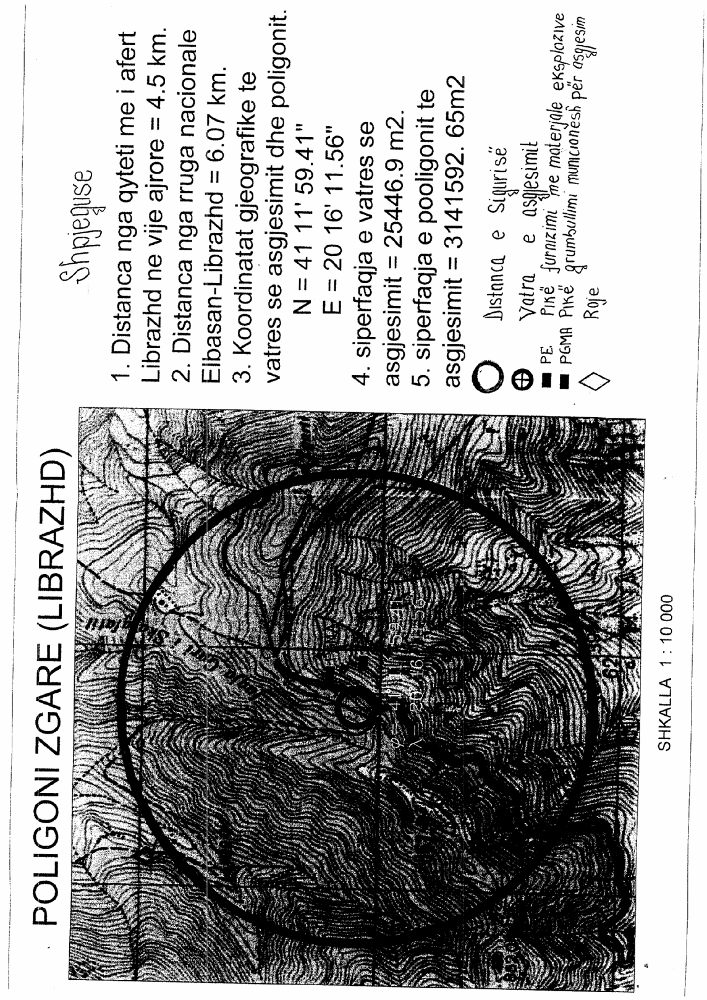 POLIGONI ZGARE (LIBRAZHD)
Shpjeguse
1. Distanca nga qyteti me i afert
Librazhd ne vije ajrore = 4.5 km.
2. Distanca nga rruga nacionale
Elbasan-Librazhd = 6.07 km.
3. Koordinatat gjeografike te
vatres se asgjesimit dhe poligonit.
N = 41 11' 59.41"
E = 20 16' 11.56"
4. siperfaqja e vatres se
asgjesimit = 25446.9 m2.
5. siperfaqja e pooligonit te
asgjesimit = 3141592. 65m2
Distanca e Sigurisë
Vatra e asgjesimit
PE Pikë furnizimi me materjale eksplozive
PGMA Pikë grumbullimi municionesh për asgjesim
Roje
62
SHKALLA 1 : 10 000